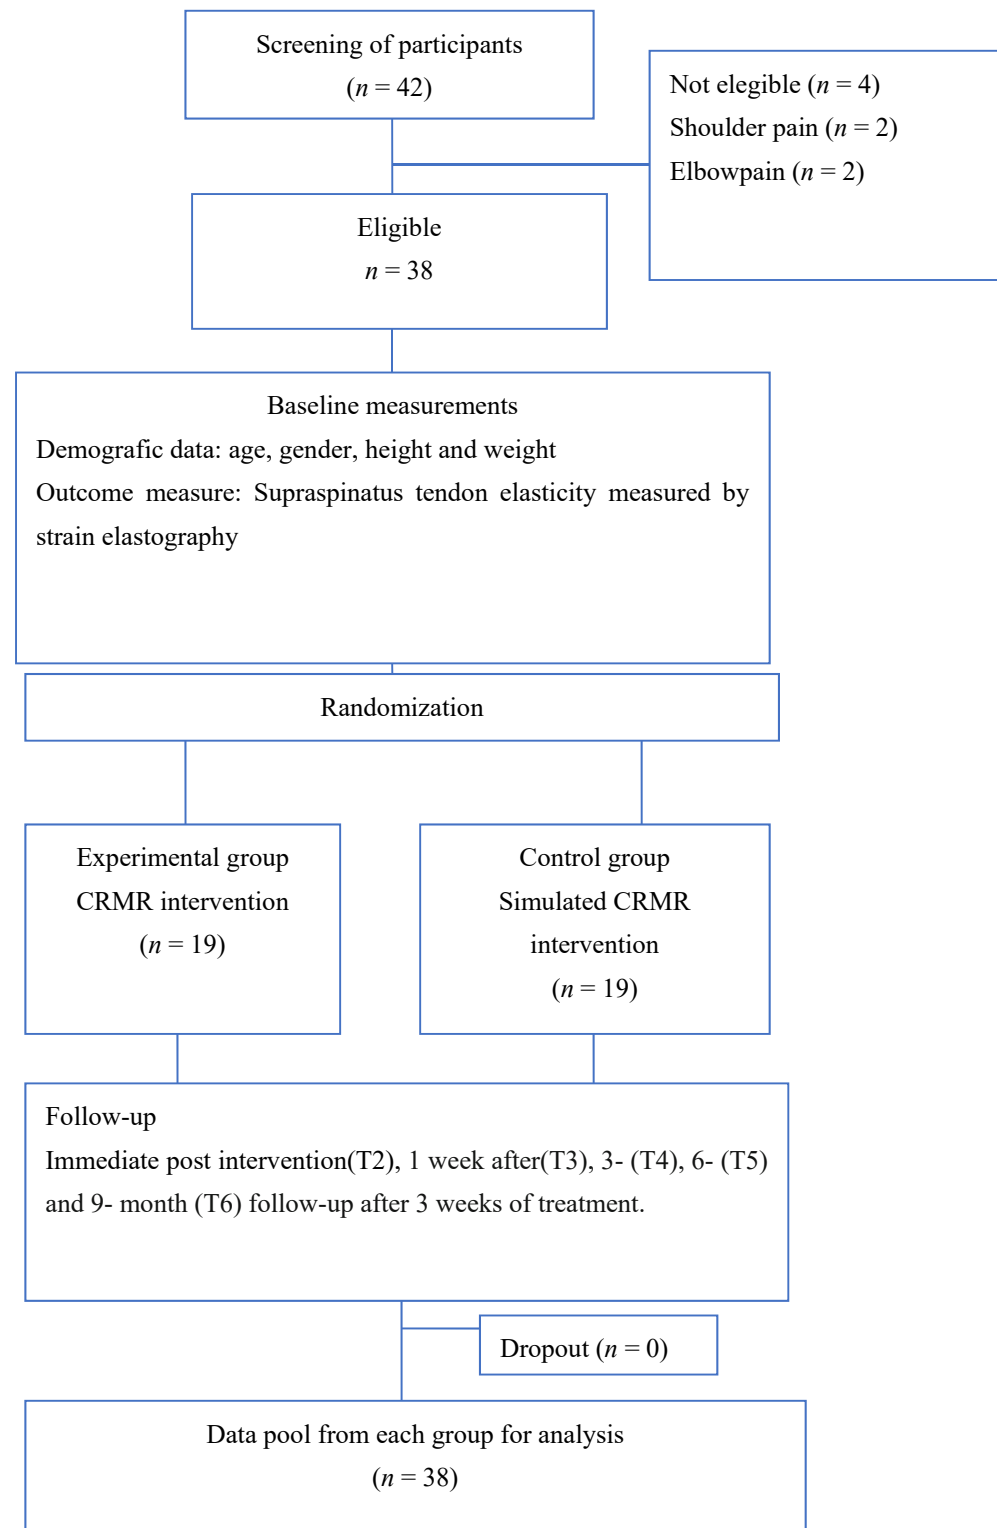 Screening of participants
(n = 42)
Not elegible (n = 4)
Shoulder pain (n = 2)
Elbowpain (n = 2)
Eligible
n = 38
Baseline measurements
Demografic data: age, gender, height and weight
Outcome measure: Supraspinatus tendon elasticity measured by
strain elastography
Randomization
Experimental group
CRMR intervention
(n = 19)
Control group
Simulated CRMR
intervention
(n = 19)
Follow-up
Immediate post intervention(T2), 1 week after(T3), 3- (T4), 6- (T5)
and 9- month (T6) follow-up after 3 weeks of treatment.
Dropout (n = 0)
Data pool from each group for analysis
(n = 38)